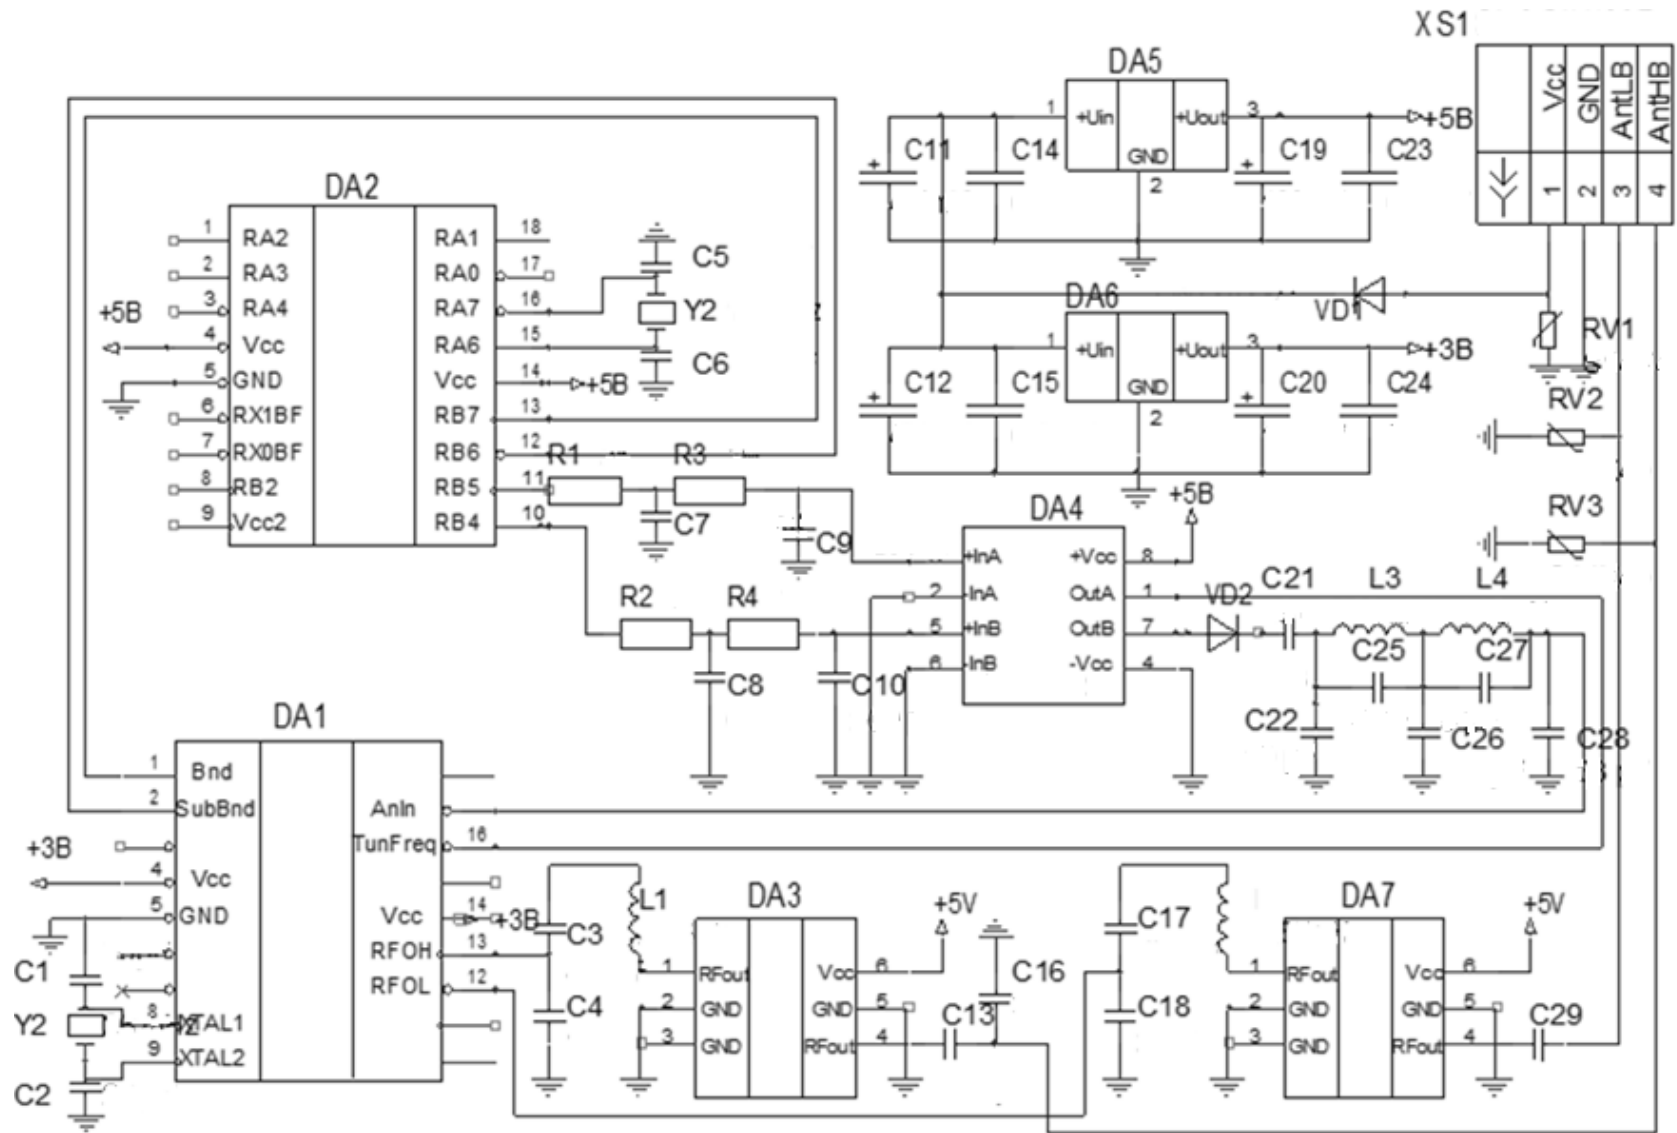 XS1
Vcc
GND
AntLB
AntHB
1
2
3
4
DA5
1
+Uin
+Uout
3
+5В
GND
2
C11
C14
C19
C23
+
+
DA6
VD1
RV1
1
+Uin
+Uout
3
+3В
GND
2
C12
C15
C20
C24
+
+
RV2
RV3
DA2
1
RA2
RA1
18
2
RA3
RA0
17
3
RA4
RA7
16
+5В
4
Vcc
RA6
15
5
GND
Vcc
14
+5В
6
RX1BF
RB7
13
7
RX0BF
RB6
12
8
RB2
RB5
11
9
Vcc2
RB4
10
C5
Y2
C6
R1
R3
C7
C9
R2
R4
C8
C10
DA4
+5В
+InA
+Vcc
8
2
-InA
OutA
1
5
+InB
OutB
7
6
-InB
-Vcc
4
VD2
C21
L3
L4
C25
C27
C22
C26
C28
DA1
1
Bnd
2
SubBnd
AnIn
TunFreq
16
+3В
4
Vcc
5
GND
Vcc
14
+3В
RFOH
13
RFOL
12
C1
Y2
8
XTAL1
9
XTAL2
C2
C3
L1
C4
DA3
+5V
1
RFout
Vcc
6
2
GND
GND
5
3
GND
RFout
4
C13
C16
C17
C18
DA7
+5V
1
RFout
Vcc
6
2
GND
GND
5
3
GND
RFout
4
C29